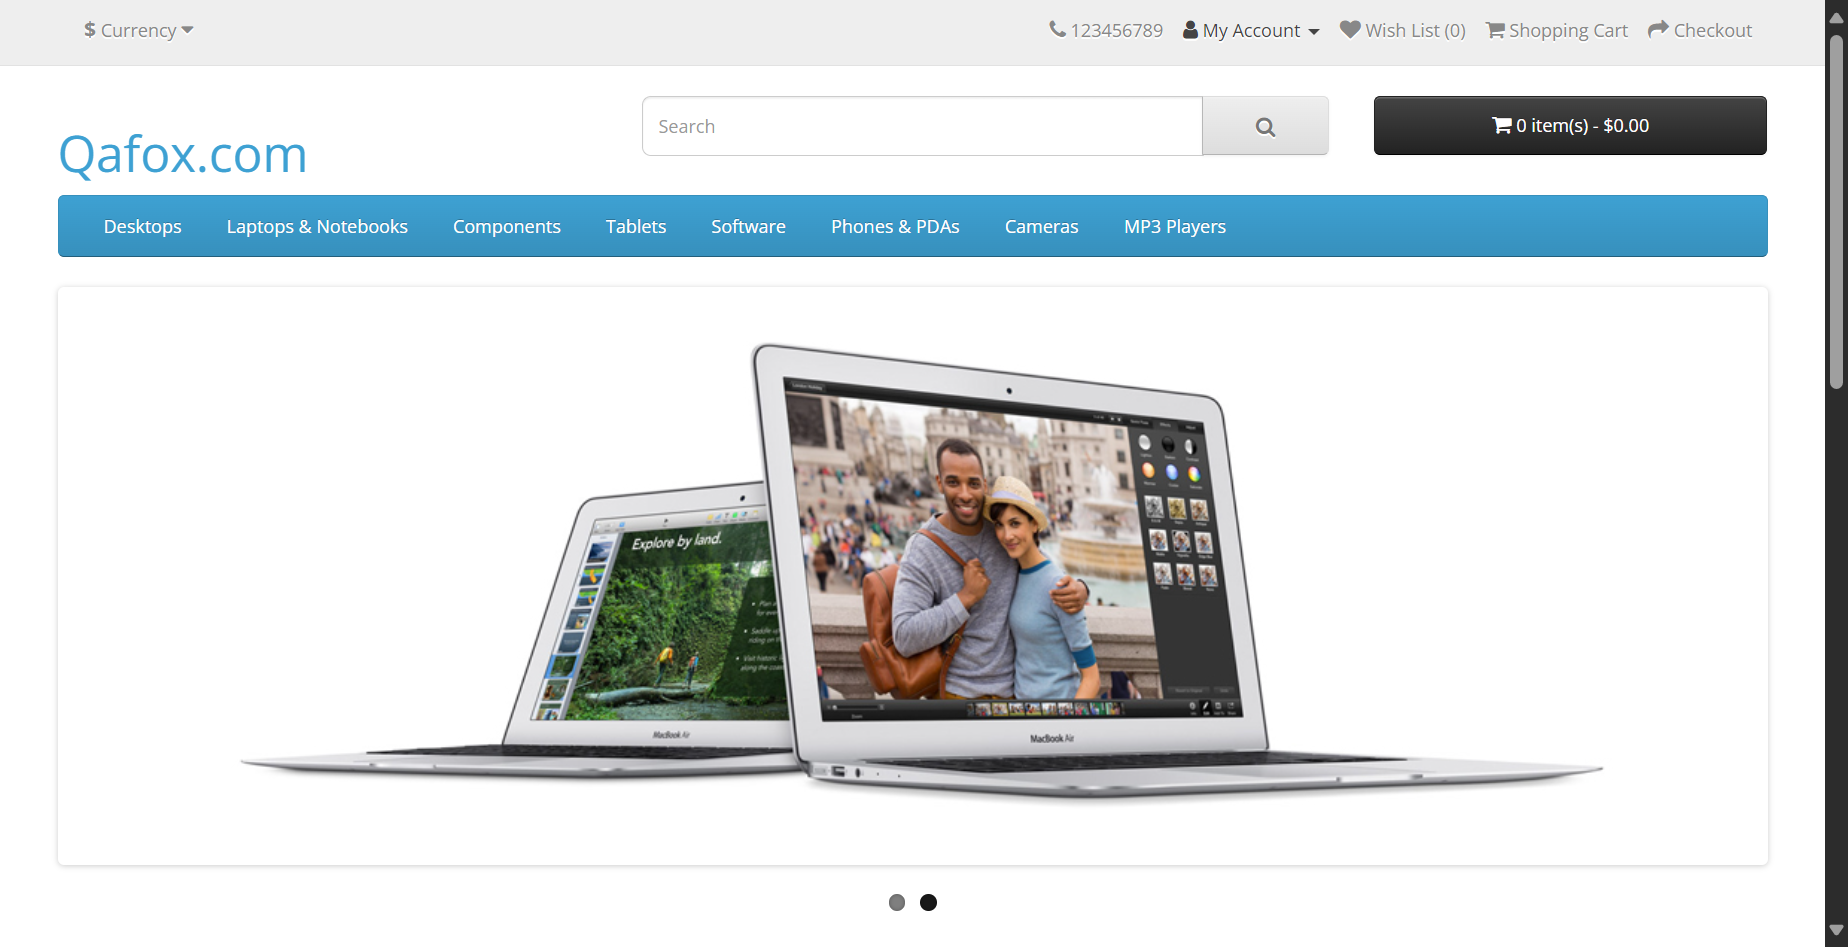 $ Currency
123456789 My Account Wish List (0) Shopping Cart Checkout
Qafox.com
Search
0 item(s) - $0.00
Desktops Laptops & Notebooks Components Tablets Software Phones & PDAs Cameras MP3 Players
Explore by land.
MacBook Air
MacBook Air